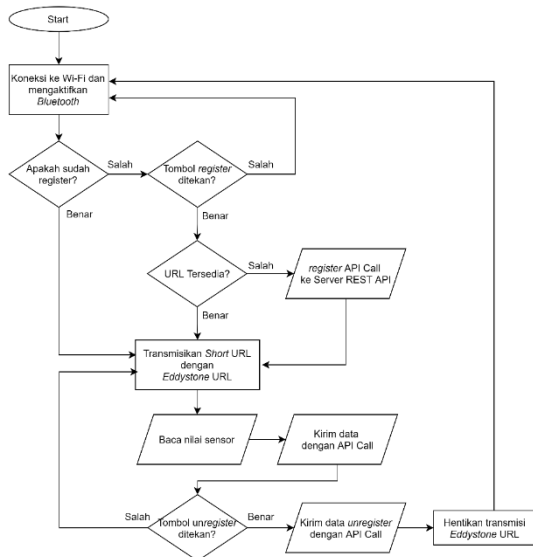 Start
Koneksi ke Wi-Fi dan
mengaktifkan
Bluetooth
Apakah sudah
register?
Salah
Tombol register
ditekan?
Salah
Benar
Benar
URL Tersedia?
Salah
register API Call
ke Server REST API
Benar
Transmisikan Short URL
dengan
Eddystone URL
Baca nilai sensor
Kirim data
dengan API Call
Salah
Tombol unregister
ditekan?
Benar
Kirim data unregister
dengan API Call
Hentikan transmisi
Eddystone URL